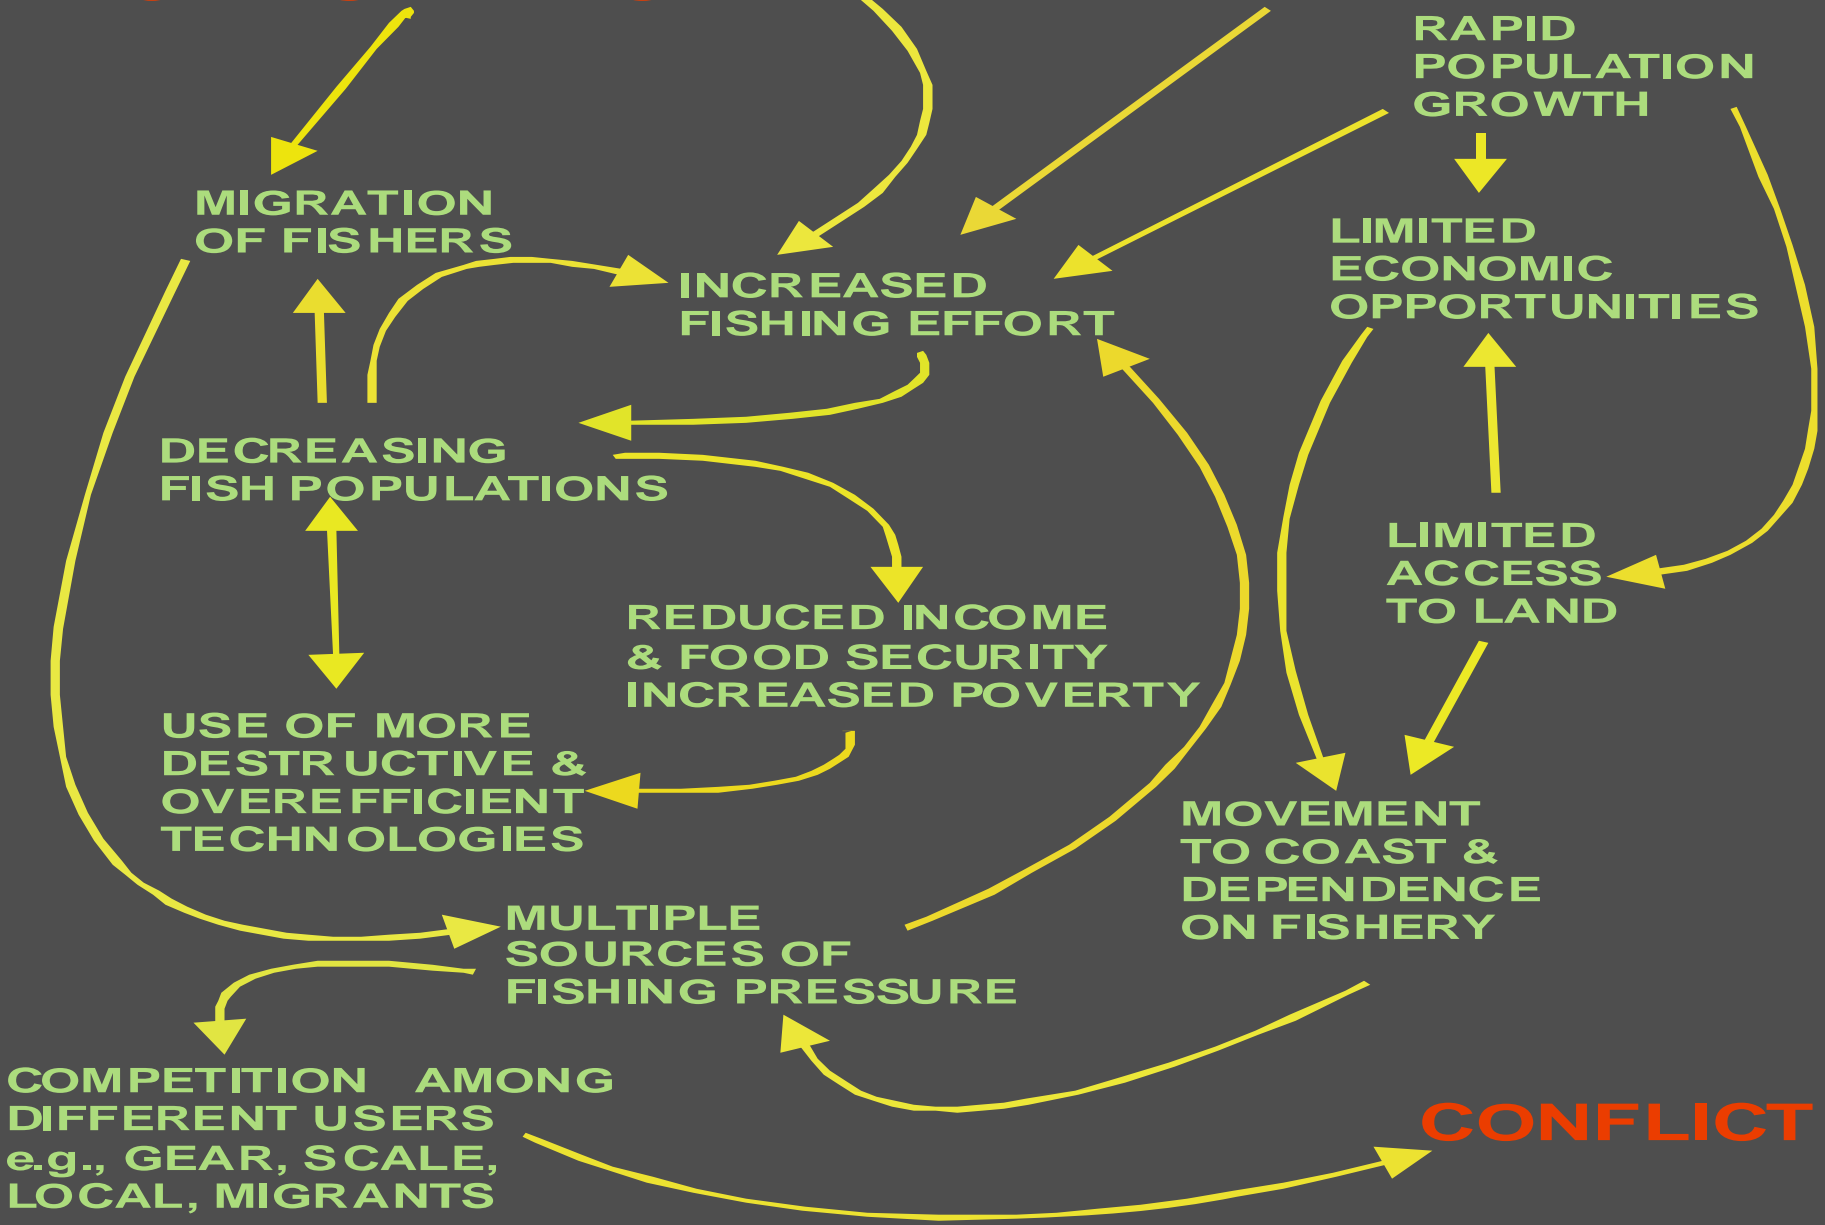 RAPID
POPULATION
GROWTH
MIGRATION
OF FISHERS
LIMITED
ECONOMIC
OPPORTUNITIES
INCREASED
FISHING EFFORT
DECREASING
FISH POPULATIONS
LIMITED
ACCESS
TO LAND
REDUCED INCOME
& FOOD SECURITY
INCREASED POVERTY
USE OF MORE
DESTRUCTIVE &
OVEREFFICIENT
TECHNOLOGIES
MOVEMENT
TO COAST &
DEPENDENCE
ON FISHERY
MULTIPLE
SOURCES OF
FISHING PRESSURE
COMPETITION AMONG
DIFFERENT USERS
e.g., GEAR, SCALE,
LOCAL, MIGRANTS
CONFLICT